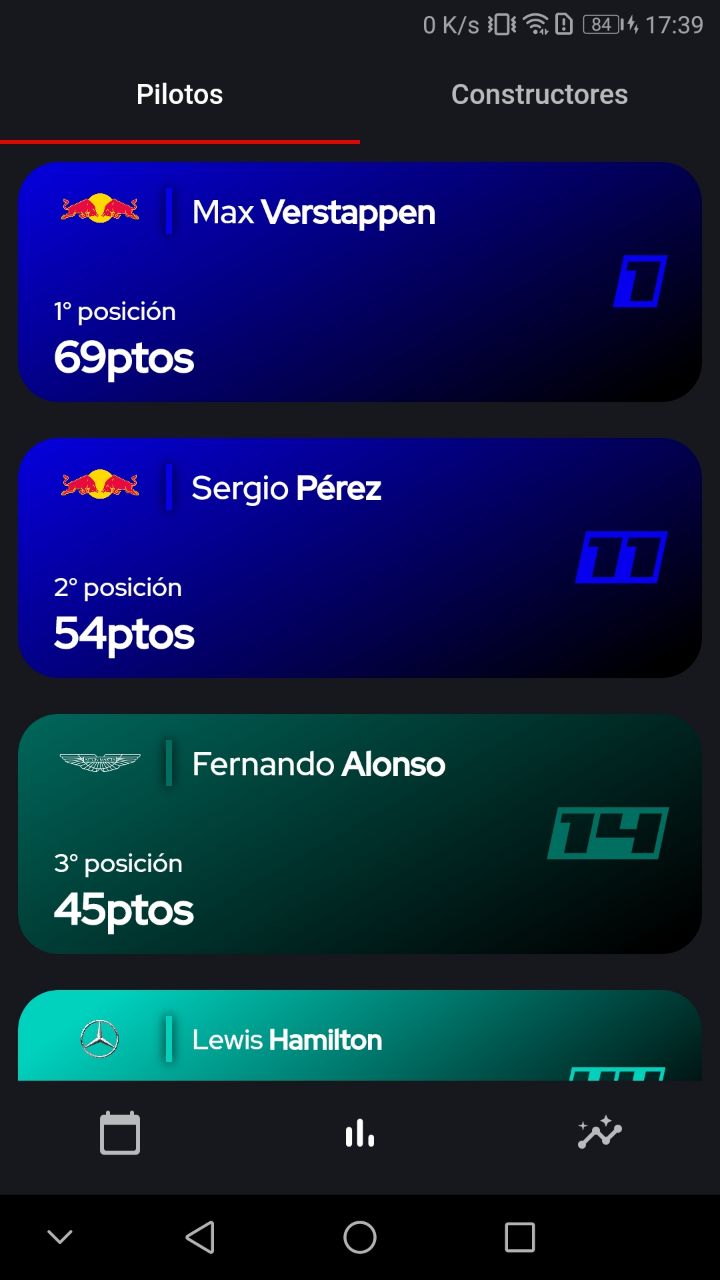 0 K/s 84 17:39
Pilotos Constructores
Max Verstappen
1
1° posición
69ptos
Sergio Pérez
11
2° posición
54ptos
Fernando Alonso
14
3° posición
45ptos
Lewis Hamilton